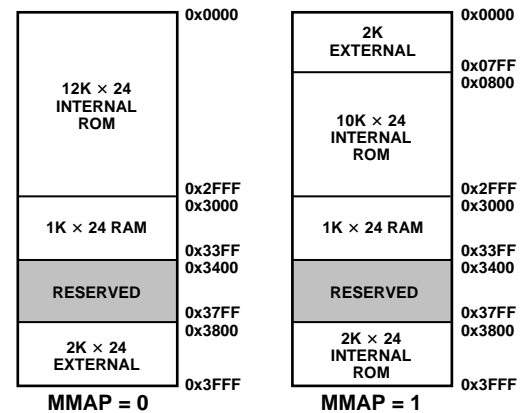 0x0000
12K × 24
INTERNAL
ROM
0x2FFF
0x3000
1K × 24 RAM
0x33FF
0x3400
RESERVED
0x37FF
0x3800
2K × 24
EXTERNAL
0x3FFF
MMAP = 0
0x0000
2K
EXTERNAL
0x07FF
0x0800
10K × 24
INTERNAL
ROM
0x2FFF
0x3000
1K × 24 RAM
0x33FF
0x3400
RESERVED
0x37FF
0x3800
2K × 24
INTERNAL
ROM
0x3FFF
MMAP = 1